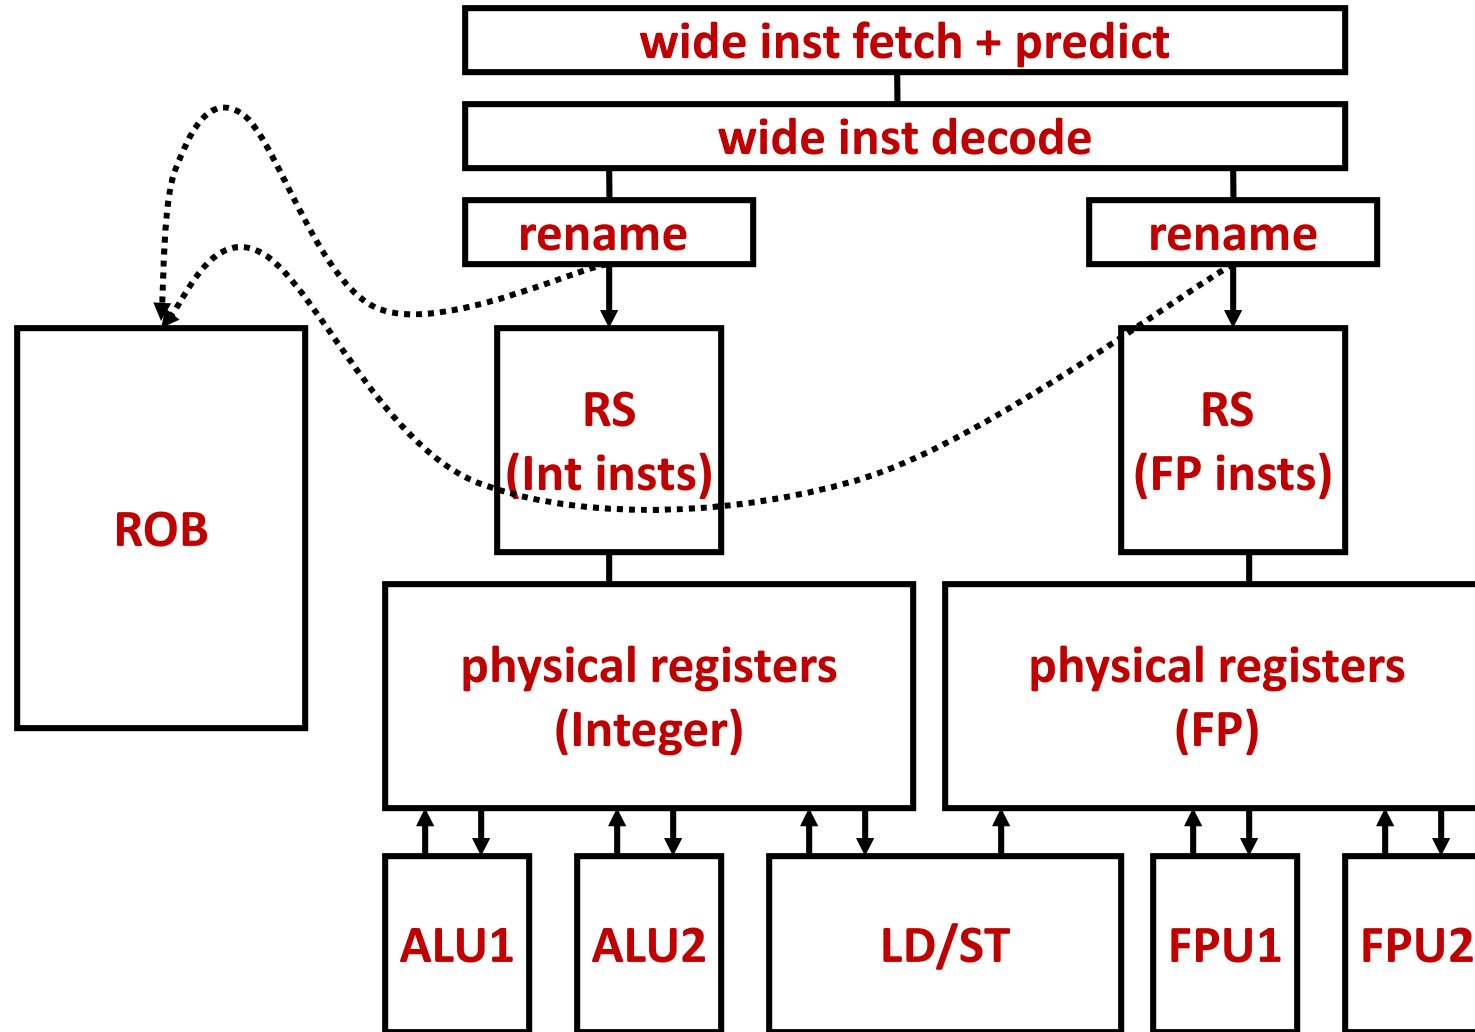 wide inst fetch + predict
wide inst decode
rename
rename
RS
(Int insts)
RS
(FP insts)
ROB
physical registers
(Integer)
physical registers
(FP)
ALU1
ALU2
LD/ST
FPU1
FPU2